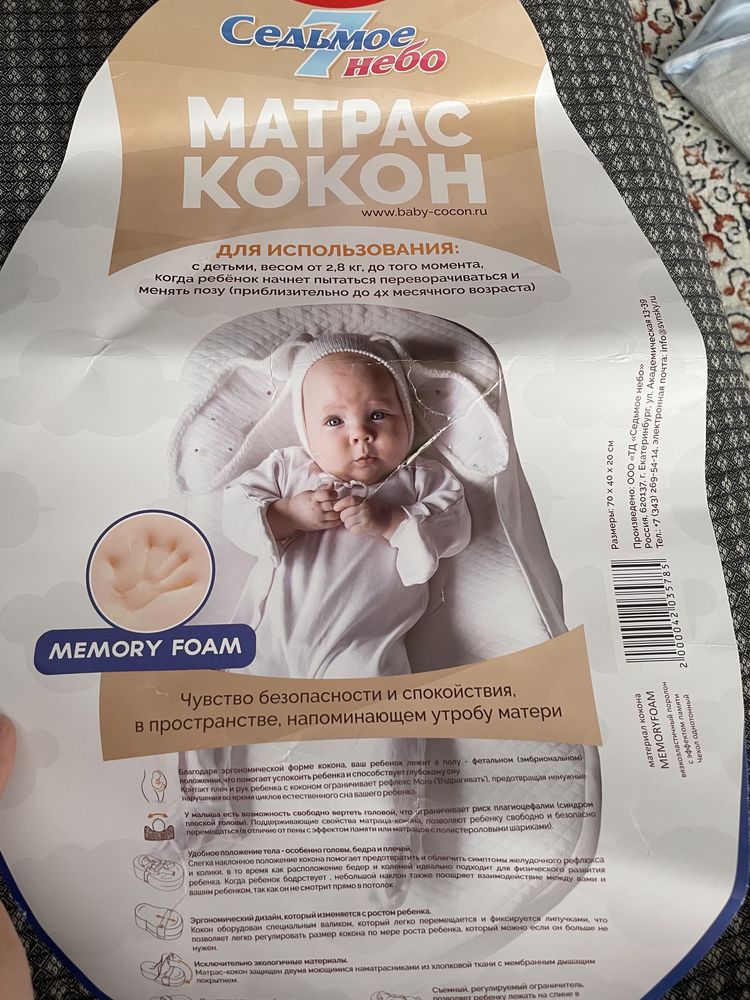 Седьмое
7
небо
МАТРАС
КОКОН
www.baby-cocon.ru
ДЛЯ ИСПОЛЬЗОВАНИЯ:
с детьми, весом от 2,8 кг, до того момента,
когда ребёнок начнет пытаться переворачиваться и
менять позу (приблизительно до 4х месячного возраста)
MEMORY FOAM
Чувство безопасности и спокойствия,
в пространстве, напоминающем утробу матери
Благодаря эргономической форме кокона, ваш ребенок лежит в полу - фетальном (эмбриональном)
положении, что помогает успокоить ребенка и способствует глубокому сну.
Контакт плеч и рук ребенка с коконом ограничивает рефлекс Моро ("Вздрагивать"), предотвращая ненужные
нарушения во время циклов естественного сна вашего ребенка.
У малыша есть возможность свободно вертеть головой, что ограничивает риск плагиоцефалии (синдром
плоской головы). Поддерживающие свойства матраца-кокона, позволяют ребенку свободно и безопасно
перемещаться (в отличие от пены с эффектом памяти или матрацов с полистероловыми шариками).
Удобное положение тела - особенно головы, бедра и плечей.
Слегка наклонное положение кокона помогает предотвратить и облегчить симптомы желудочного рефлюкса
и колики. в то время как расположение бедер и коленей идеально подходит для физического развития
ребенка. Когда ребенок бодрствует , небольшой наклон также поощряет взаимодействие между вами и
вашим ребенком, так как он не смотрит прямо в потолок .
Эргономический дизайн, который изменяется с ростом ребенка.
Кокон оборудован специальным валиком, который легко перемещается и фиксируется липучками, что
позволяет легко регулировать размер кокона по мере роста ребенка, который можно если он больше не
нужен.
Исключительно экологичные материалы.
Матрас-кокон защищен двумя моющимися наматрасниками из хлопковой ткани с мембранным дышащим
покрытием.
Съемный, регулируемый ограничитель,
позволяет ребенку лежать на спине в
Размеры: 70 х 40 х 20 см
Произведено: ООО «ТД «Седьмое небо»
Россия, 620137, г. Екатеринбург, ул. Академическая 13-39
Тел.: +7 (343) 269-54-14, электронная почта: info@svnsky.ru
2 000042 035785
материал кокона
MEMORYFOAM
вязкоэластичный поролон
с эффектом памяти
Чехол однотонный